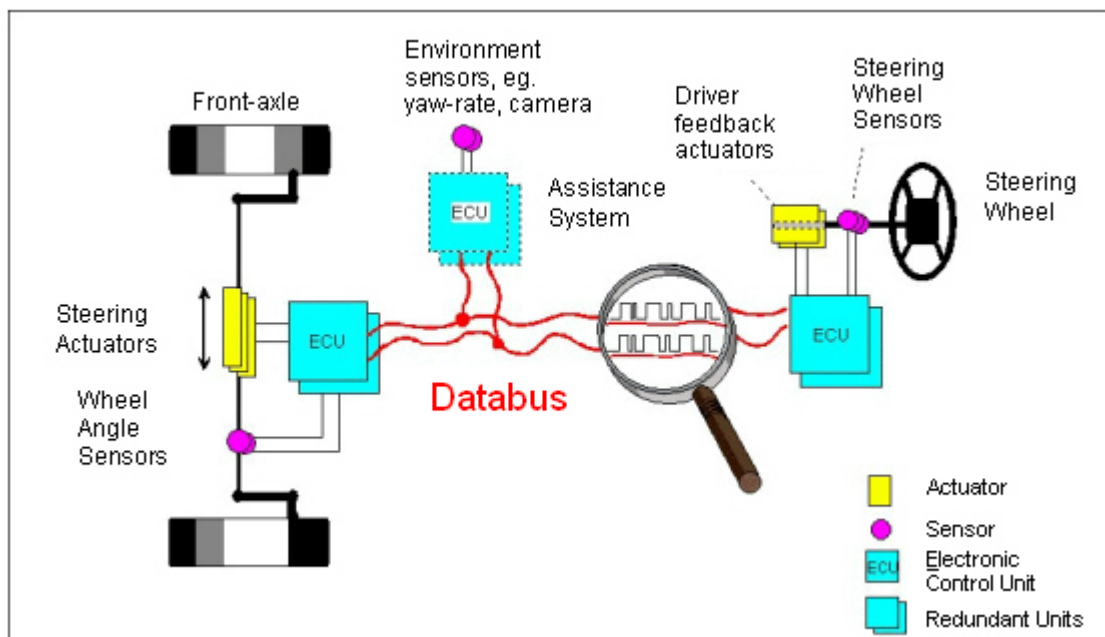 Environment
sensors, eg.
yaw-rate, camera
Steering
Wheel
Sensors
Front-axle
Driver
feedback
actuators
ECU
Assistance
System
Steering
Wheel
Steering
Actuators
ECU
ECU
Databus
Wheel
Angle
Sensors
Actuator
Sensor
ECU
Electronic
Control Unit
Redundant Units